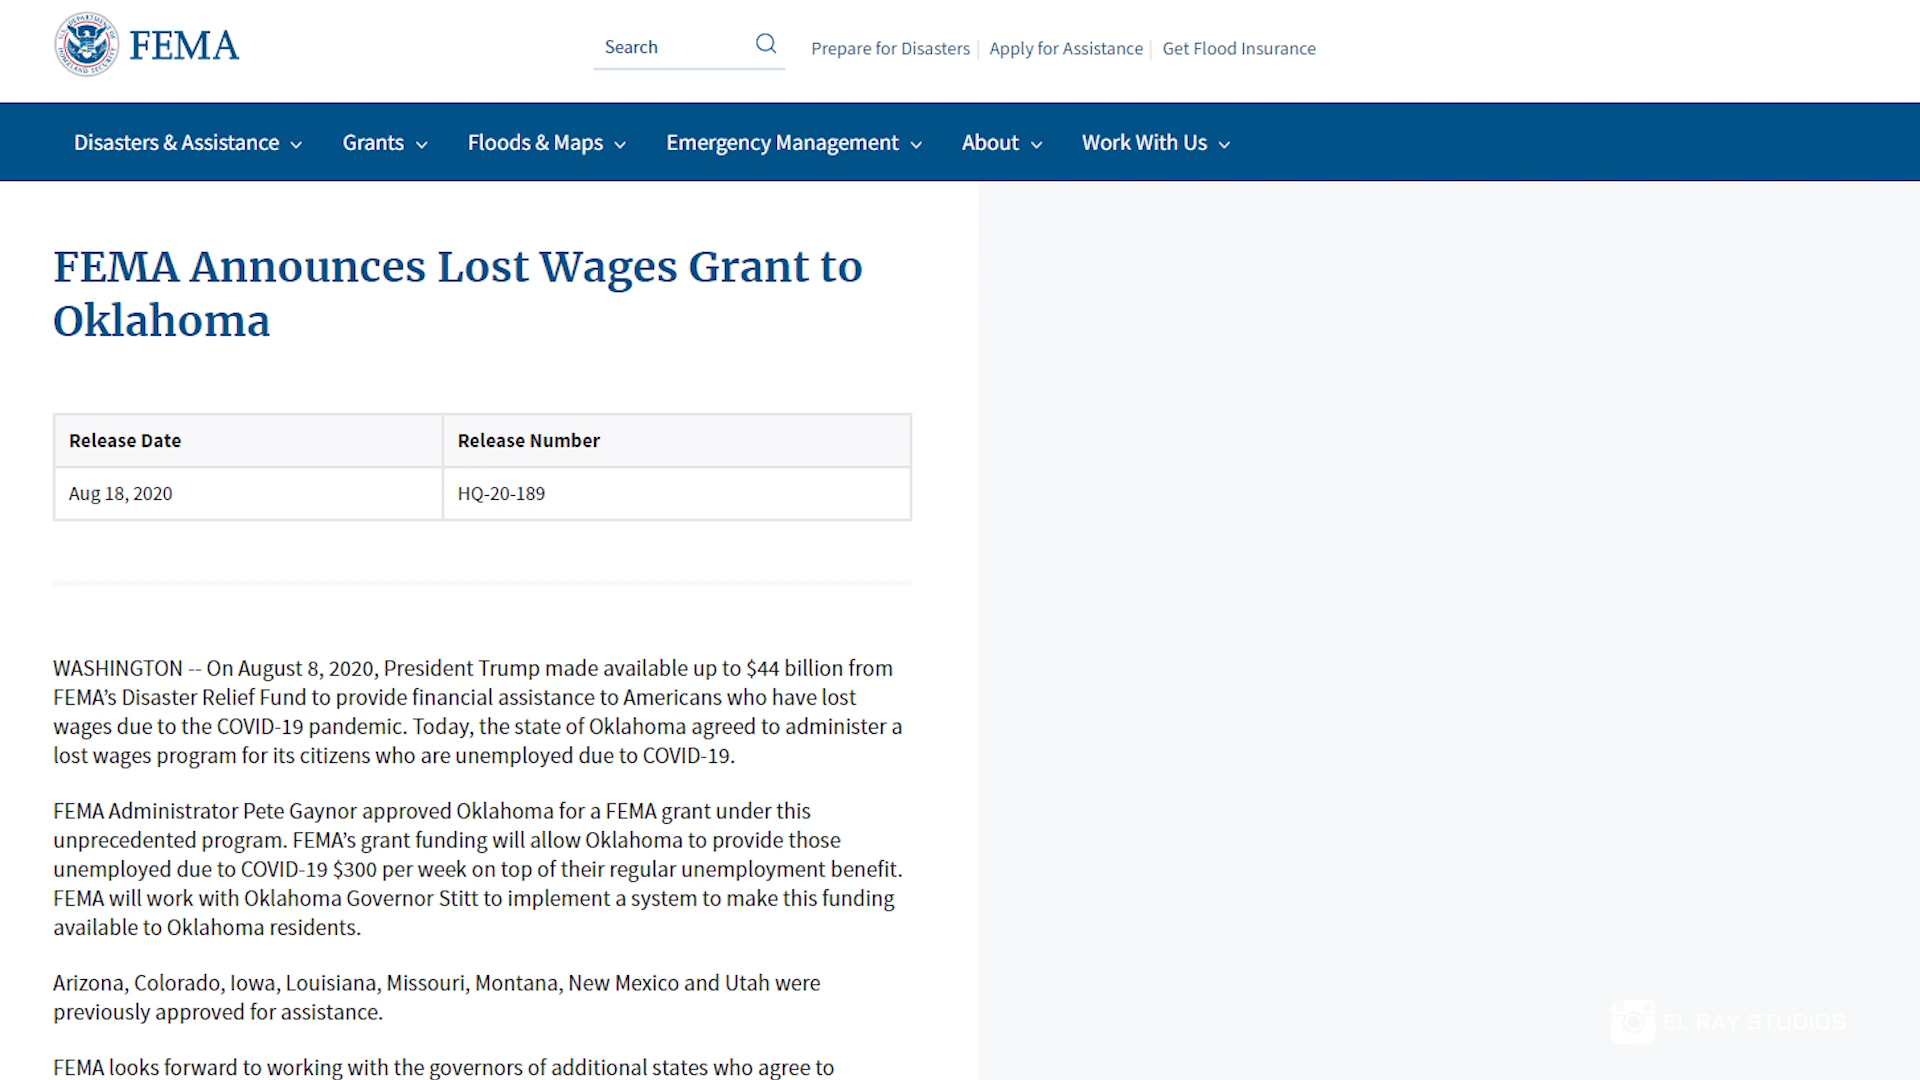 FEMA
Search
Prepare for Disasters
Apply for Assistance
Get Flood Insurance
Disasters & Assistance
Grants
Floods & Maps
Emergency Management
About
Work With Us
FEMA Announces Lost Wages Grant to
Oklahoma
Release Date
Release Number
Aug 18, 2020
HQ-20-189
WASHINGTON -- On August 8, 2020, President Trump made available up to $44 billion from
FEMA’s Disaster Relief Fund to provide financial assistance to Americans who have lost
wages due to the COVID-19 pandemic. Today, the state of Oklahoma agreed to administer a
lost wages program for its citizens who are unemployed due to COVID-19.
FEMA Administrator Pete Gaynor approved Oklahoma for a FEMA grant under this
unprecedented program. FEMA’s grant funding will allow Oklahoma to provide those
unemployed due to COVID-19 $300 per week on top of their regular unemployment benefit.
FEMA will work with Oklahoma Governor Stitt to implement a system to make this funding
available to Oklahoma residents.
Arizona, Colorado, Iowa, Louisiana, Missouri, Montana, New Mexico and Utah were
previously approved for assistance.
FEMA looks forward to working with the governors of additional states who agree to
EL RAY STUDIOS